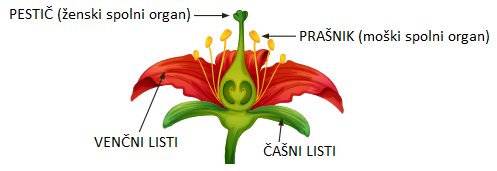 PESTIČ (ženski spolni organ)
PRAŠNIK (moški spolni organ)
VENČNI LISTI
ČAŠNI LISTI